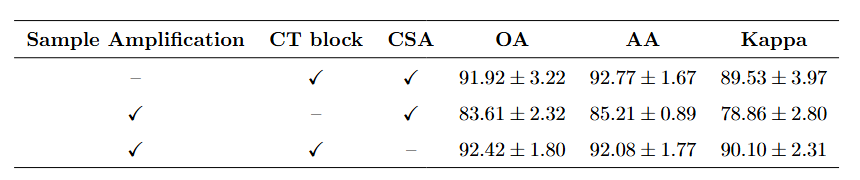 Sample Amplification CT block CSA OA AA Kappa
– ✓ ✓ 91.92 ± 3.22 92.77 ± 1.67 89.53 ± 3.97
✓ – ✓ 83.61 ± 2.32 85.21 ± 0.89 78.86 ± 2.80
✓ ✓ – 92.42 ± 1.80 92.08 ± 1.77 90.10 ± 2.31